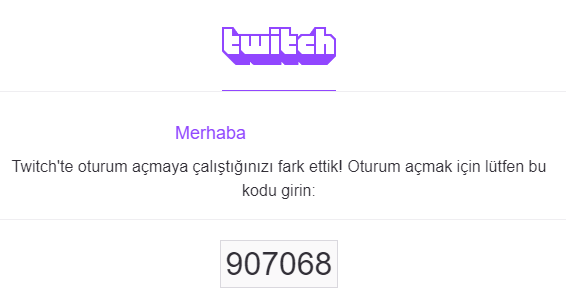 twitch
Merhaba
Twitch'te oturum açmaya çalıştığınızı fark ettik! Oturum açmak için lütfen bu
kodu girin:
907068